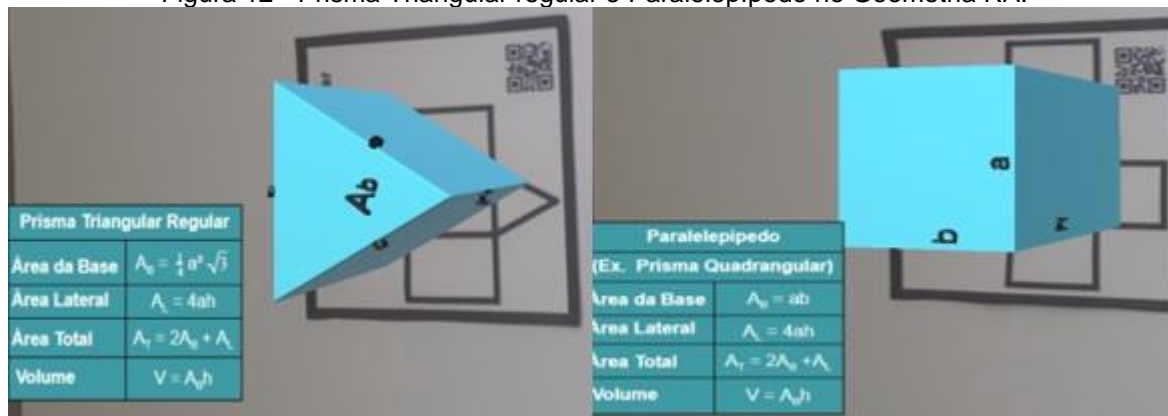 Figura 12 - Prisma Triangular regular e Paralelepípedo no Geometria RA.
Ab
Prisma Triangular Regular
Área da Base A_B = ¼ a² √3
Área Lateral A_L = 4ah
Área Total A_T = 2A_B + A_L
Volume V = A_Bh
a
b
Paralelepípedo
(Ex. Prisma Quadrangular)
Área da Base A_B = ab
Área Lateral A_L = 4ah
Área Total A_T = 2A_B +A_L
Volume V = A_Bh